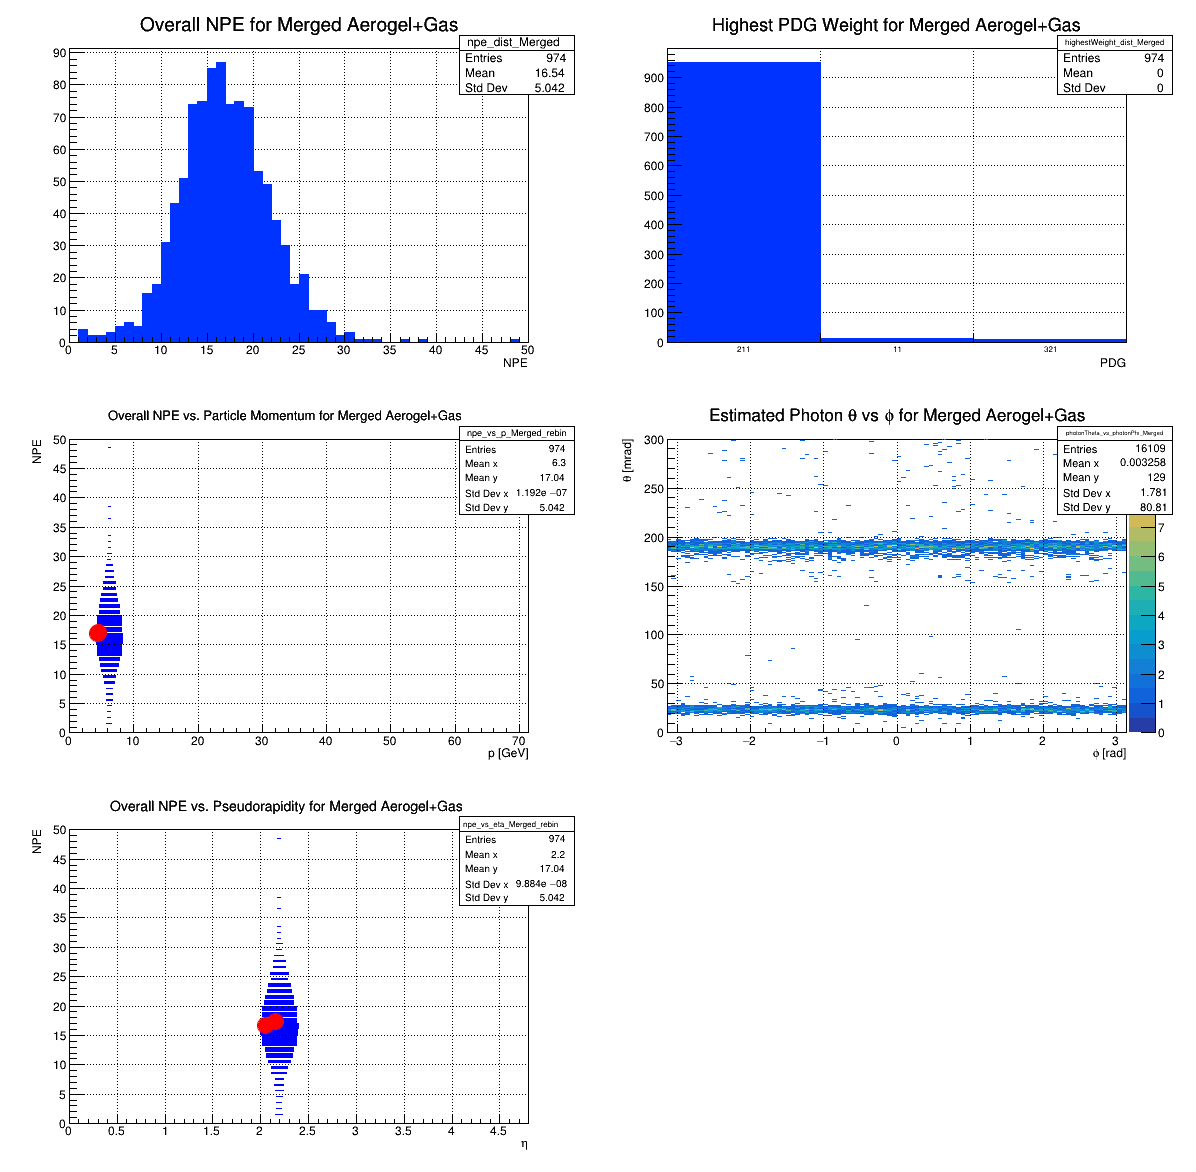 Overall NPE for Merged Aerogel+Gas
npe_dist_Merged
Entries 974
Mean 16.54
Std Dev 5.042
90
80
70
60
50
40
30
20
10
0
0 5 10 15 20 25 30 35 40 45 50
NPE
Highest PDG Weight for Merged Aerogel+Gas
highestWeight_dist_Merged
Entries 974
Mean 0
Std Dev 0
900
800
700
600
500
400
300
200
100
0
211 11 321
PDG
Overall NPE vs. Particle Momentum for Merged Aerogel+Gas
npe_vs_p_Merged_rebin
Entries 974
Mean x 6.3
Mean y 17.04
Std Dev x 1.192e −07
Std Dev y 5.042
NPE
50
45
40
35
30
25
20
15
10
5
0
0 10 20 30 40 50 60 70
p [GeV]
Estimated Photon θ vs ϕ for Merged Aerogel+Gas
photonTheta_vs_photonPhi_Merged
Entries 16109
Mean x 0.003258
Mean y 129
Std Dev x 1.781
Std Dev y 80.81
θ [mrad]
300
250
200
150
100
50
0
−3 −2 −1 0 1 2 3
ϕ [rad]
7
6
5
4
3
2
1
0
Overall NPE vs. Pseudorapidity for Merged Aerogel+Gas
npe_vs_eta_Merged_rebin
Entries 974
Mean x 2.2
Mean y 17.04
Std Dev x 9.884e −08
Std Dev y 5.042
NPE
50
45
40
35
30
25
20
15
10
5
0
0 0.5 1 1.5 2 2.5 3 3.5 4 4.5
η